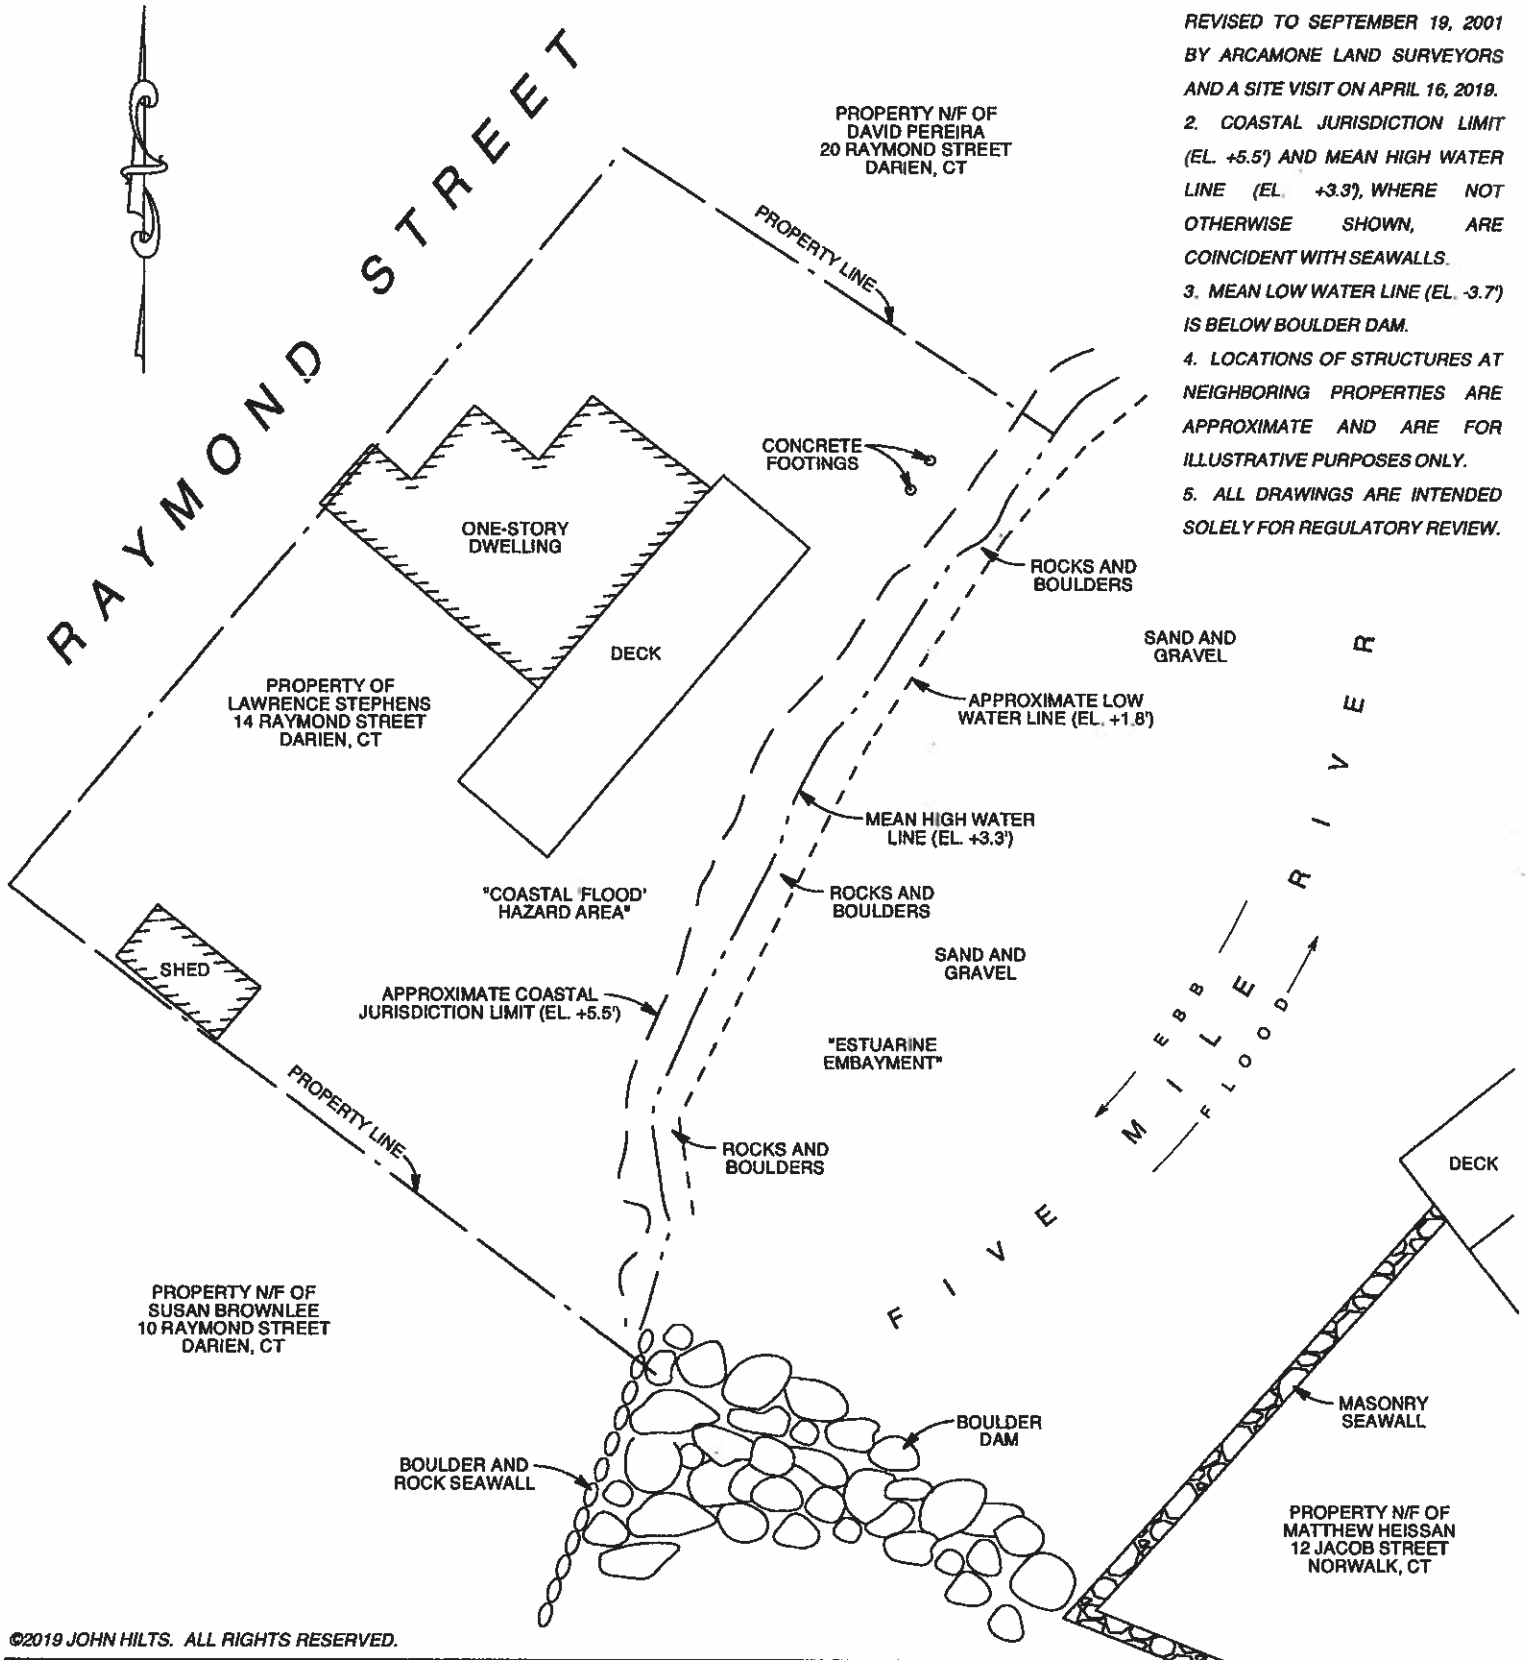 REVISED TO SEPTEMBER 19, 2001
BY ARCAMONE LAND SURVEYORS
AND A SITE VISIT ON APRIL 16, 2019.
2. COASTAL JURISDICTION LIMIT
(EL. +5.5') AND MEAN HIGH WATER
LINE (EL. +3.3'), WHERE NOT
OTHERWISE SHOWN, ARE
COINCIDENT WITH SEAWALLS.
3. MEAN LOW WATER LINE (EL. -3.7')
IS BELOW BOULDER DAM.
4. LOCATIONS OF STRUCTURES AT
NEIGHBORING PROPERTIES ARE
APPROXIMATE AND ARE FOR
ILLUSTRATIVE PURPOSES ONLY.
5. ALL DRAWINGS ARE INTENDED
SOLELY FOR REGULATORY REVIEW.
RAYMOND STREET
PROPERTY N/F OF
DAVID PEREIRA
20 RAYMOND STREET
DARIEN, CT
PROPERTY LINE
CONCRETE
FOOTINGS
ONE-STORY
DWELLING
ROCKS AND
BOULDERS
DECK
SAND AND
GRAVEL
PROPERTY OF
LAWRENCE STEPHENS
14 RAYMOND STREET
DARIEN, CT
APPROXIMATE LOW
WATER LINE (EL. +1.8')
MEAN HIGH WATER
LINE (EL. +3.3')
"COASTAL FLOOD
HAZARD AREA"
ROCKS AND
BOULDERS
SHED
SAND AND
GRAVEL
APPROXIMATE COASTAL
JURISDICTION LIMIT (EL. +5.5')
"ESTUARINE
EMBAYMENT"
EBB
FLOOD
FIVE MILE RIVER
PROPERTY LINE
ROCKS AND
BOULDERS
DECK
PROPERTY N/F OF
SUSAN BROWNLEE
10 RAYMOND STREET
DARIEN, CT
MASONRY
SEAWALL
BOULDER
DAM
BOULDER AND
ROCK SEAWALL
PROPERTY N/F OF
MATTHEW HEISSAN
12 JACOB STREET
NORWALK, CT
©2019 JOHN HILTS. ALL RIGHTS RESERVED.